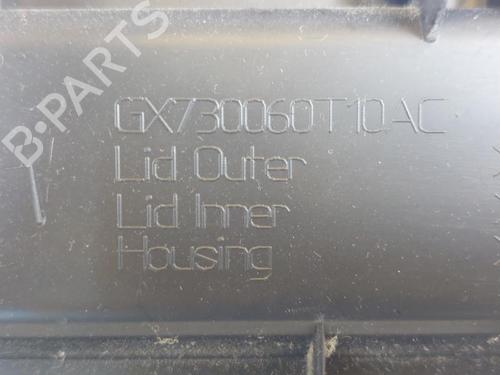 B-PARTS
GX730060T10AC
Lid Outer
Lid Inner
Housing